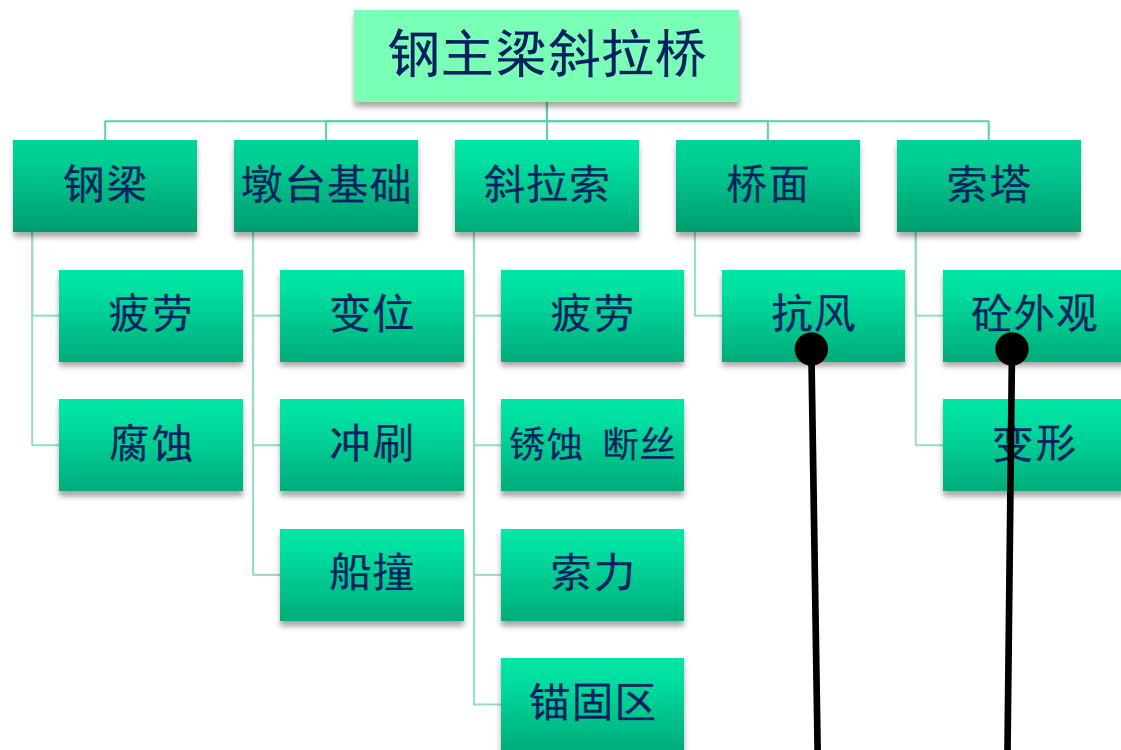 钢主梁斜拉桥
钢梁
墩台基础
斜拉索
桥面
索塔
疲劳
变位
疲劳
抗风
砼外观
腐蚀
冲刷
锈蚀 断丝
变形
船撞
索力
锚固区